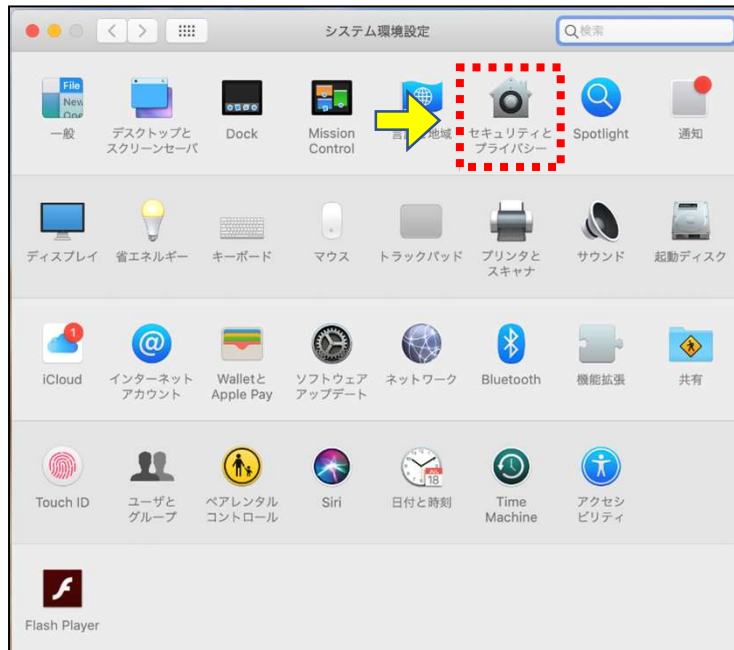 システム環境設定
検索
File
New
一般
デスクトップと
スクリーンセーバ
Dock
Mission
Control
地域
セキュリティと
プライバシー
Spotlight
通知
ディスプレイ
省エネルギー
キーボード
マウス
トラックパッド
プリンタと
スキャナ
サウンド
起動ディスク
1
iCloud
インターネット
アカウント
Walletと
Apple Pay
ソフトウェア
アップデート
ネットワーク
Bluetooth
機能拡張
共有
Touch ID
ユーザと
グループ
ペアレンタル
コントロール
Siri
18
日付と時刻
Time
Machine
アクセシ
ビリティ
Flash Player